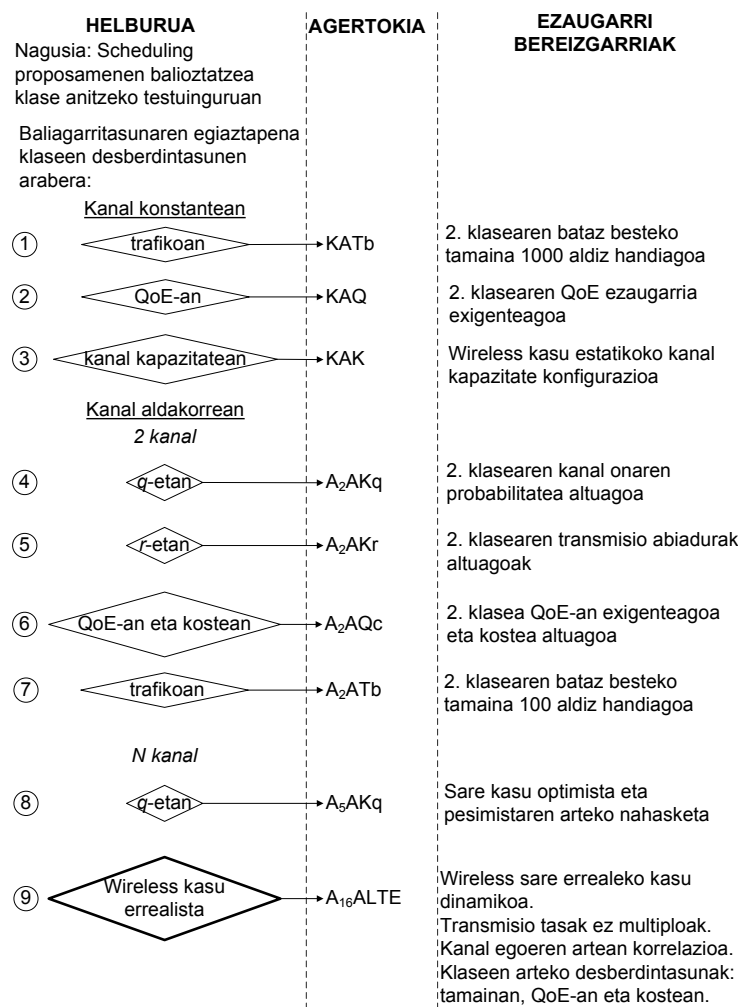 HELBURUA
AGERTOKIA
EZAUGARRI
BEREIZGARRIAK
Nagusia: Scheduling
proposamenen balioztatzea
klase anitzeko testuinguruan
Baliagarritasunaren egiaztapena
klaseen desberdintasunen
arabera:
Kanal konstantean
1
trafikoan
KATb
2. klasearen bataz besteko
tamaina 1000 aldiz handiagoa
2
QoE-an
KAQ
2. klasearen QoE ezaugarria
exigenteagoa
3
kanal kapazitatean
KAK
Wireless kasu estatikoko kanal
kapazitate konfigurazioa
Kanal aldakorrean
2 kanal
4
q-etan
A₂AKq
2. klasearen kanal onaren
probabilitatea altuagoa
5
r-etan
A₂AKr
2. klasearen transmisio abiadurak
altuagoak
6
QoE-an eta kostean
A₂AQc
2. klasea QoE-an exigenteagoa
eta kostea altuagoa
7
trafikoan
A₂ATb
2. klasearen bataz besteko
tamaina 100 aldiz handiagoa
N kanal
8
q-etan
A₅AKq
Sare kasu optimista eta
pesimistaren arteko nahasketa
9
Wireless kasu
errealista
A₁₆ALTE
Wireless sare errealeko kasu
dinamikoa.
Transmisio tasak ez multiploak.
Kanal egoeren artean korrelazioa.
Klaseen arteko desberdintasunak:
tamainan, QoE-an eta kostean.